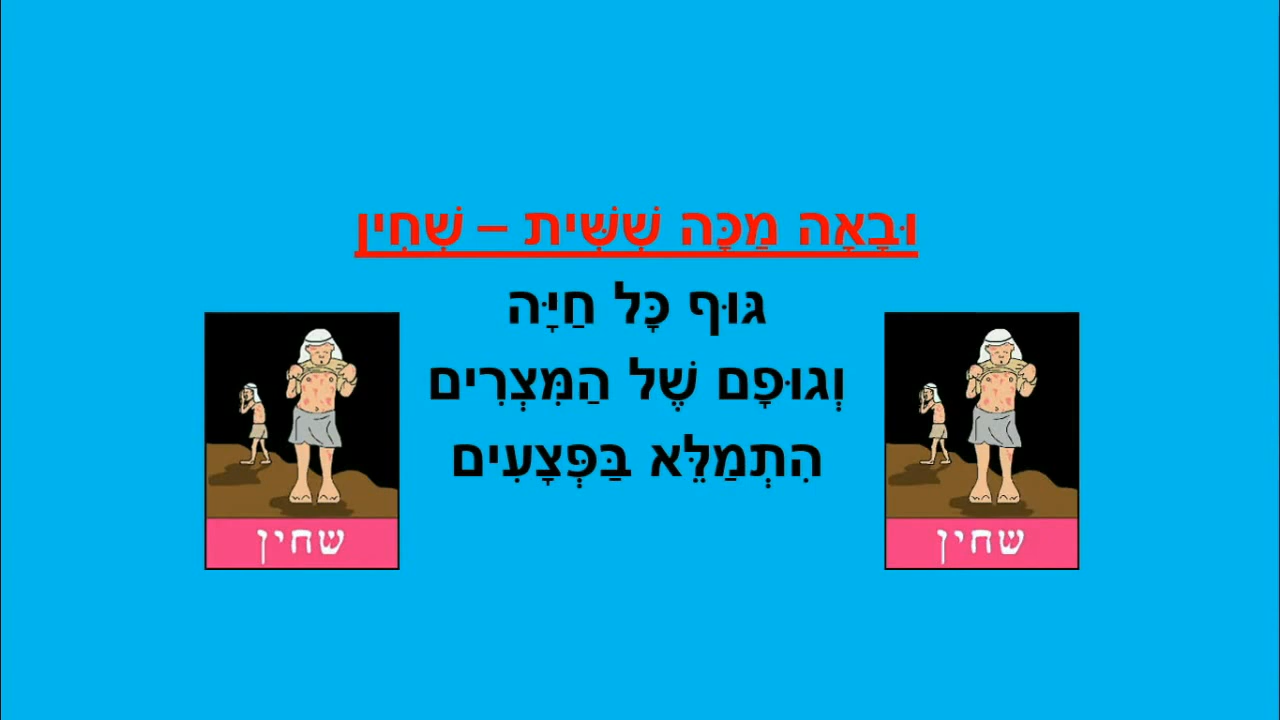 וּבָאָה מַכָּה שִׁשִּׁית – שְׁחִין
גּוּף כָּל חַיָּה
וְגוּפָם שֶׁל הַמִּצְרִים
הִתְמַלֵּא בַּפְּצָעִים
שחין
שחין